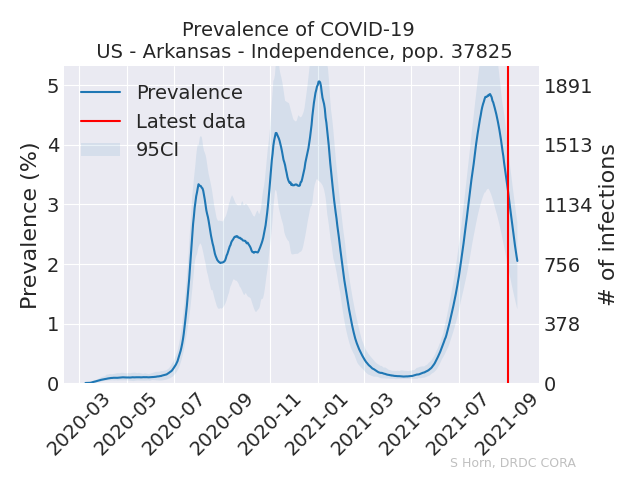 Prevalence of COVID-19
US - Arkansas - Independence, pop. 37825
Prevalence (%)
5
4
3
2
1
0
Prevalence
Latest data
95CI
1891
1513
1134
756
378
0
# of infections
2020-03
2020-05
2020-07
2020-09
2020-11
2021-01
2021-03
2021-05
2021-07
2021-09
S Horn, DRDC CORA